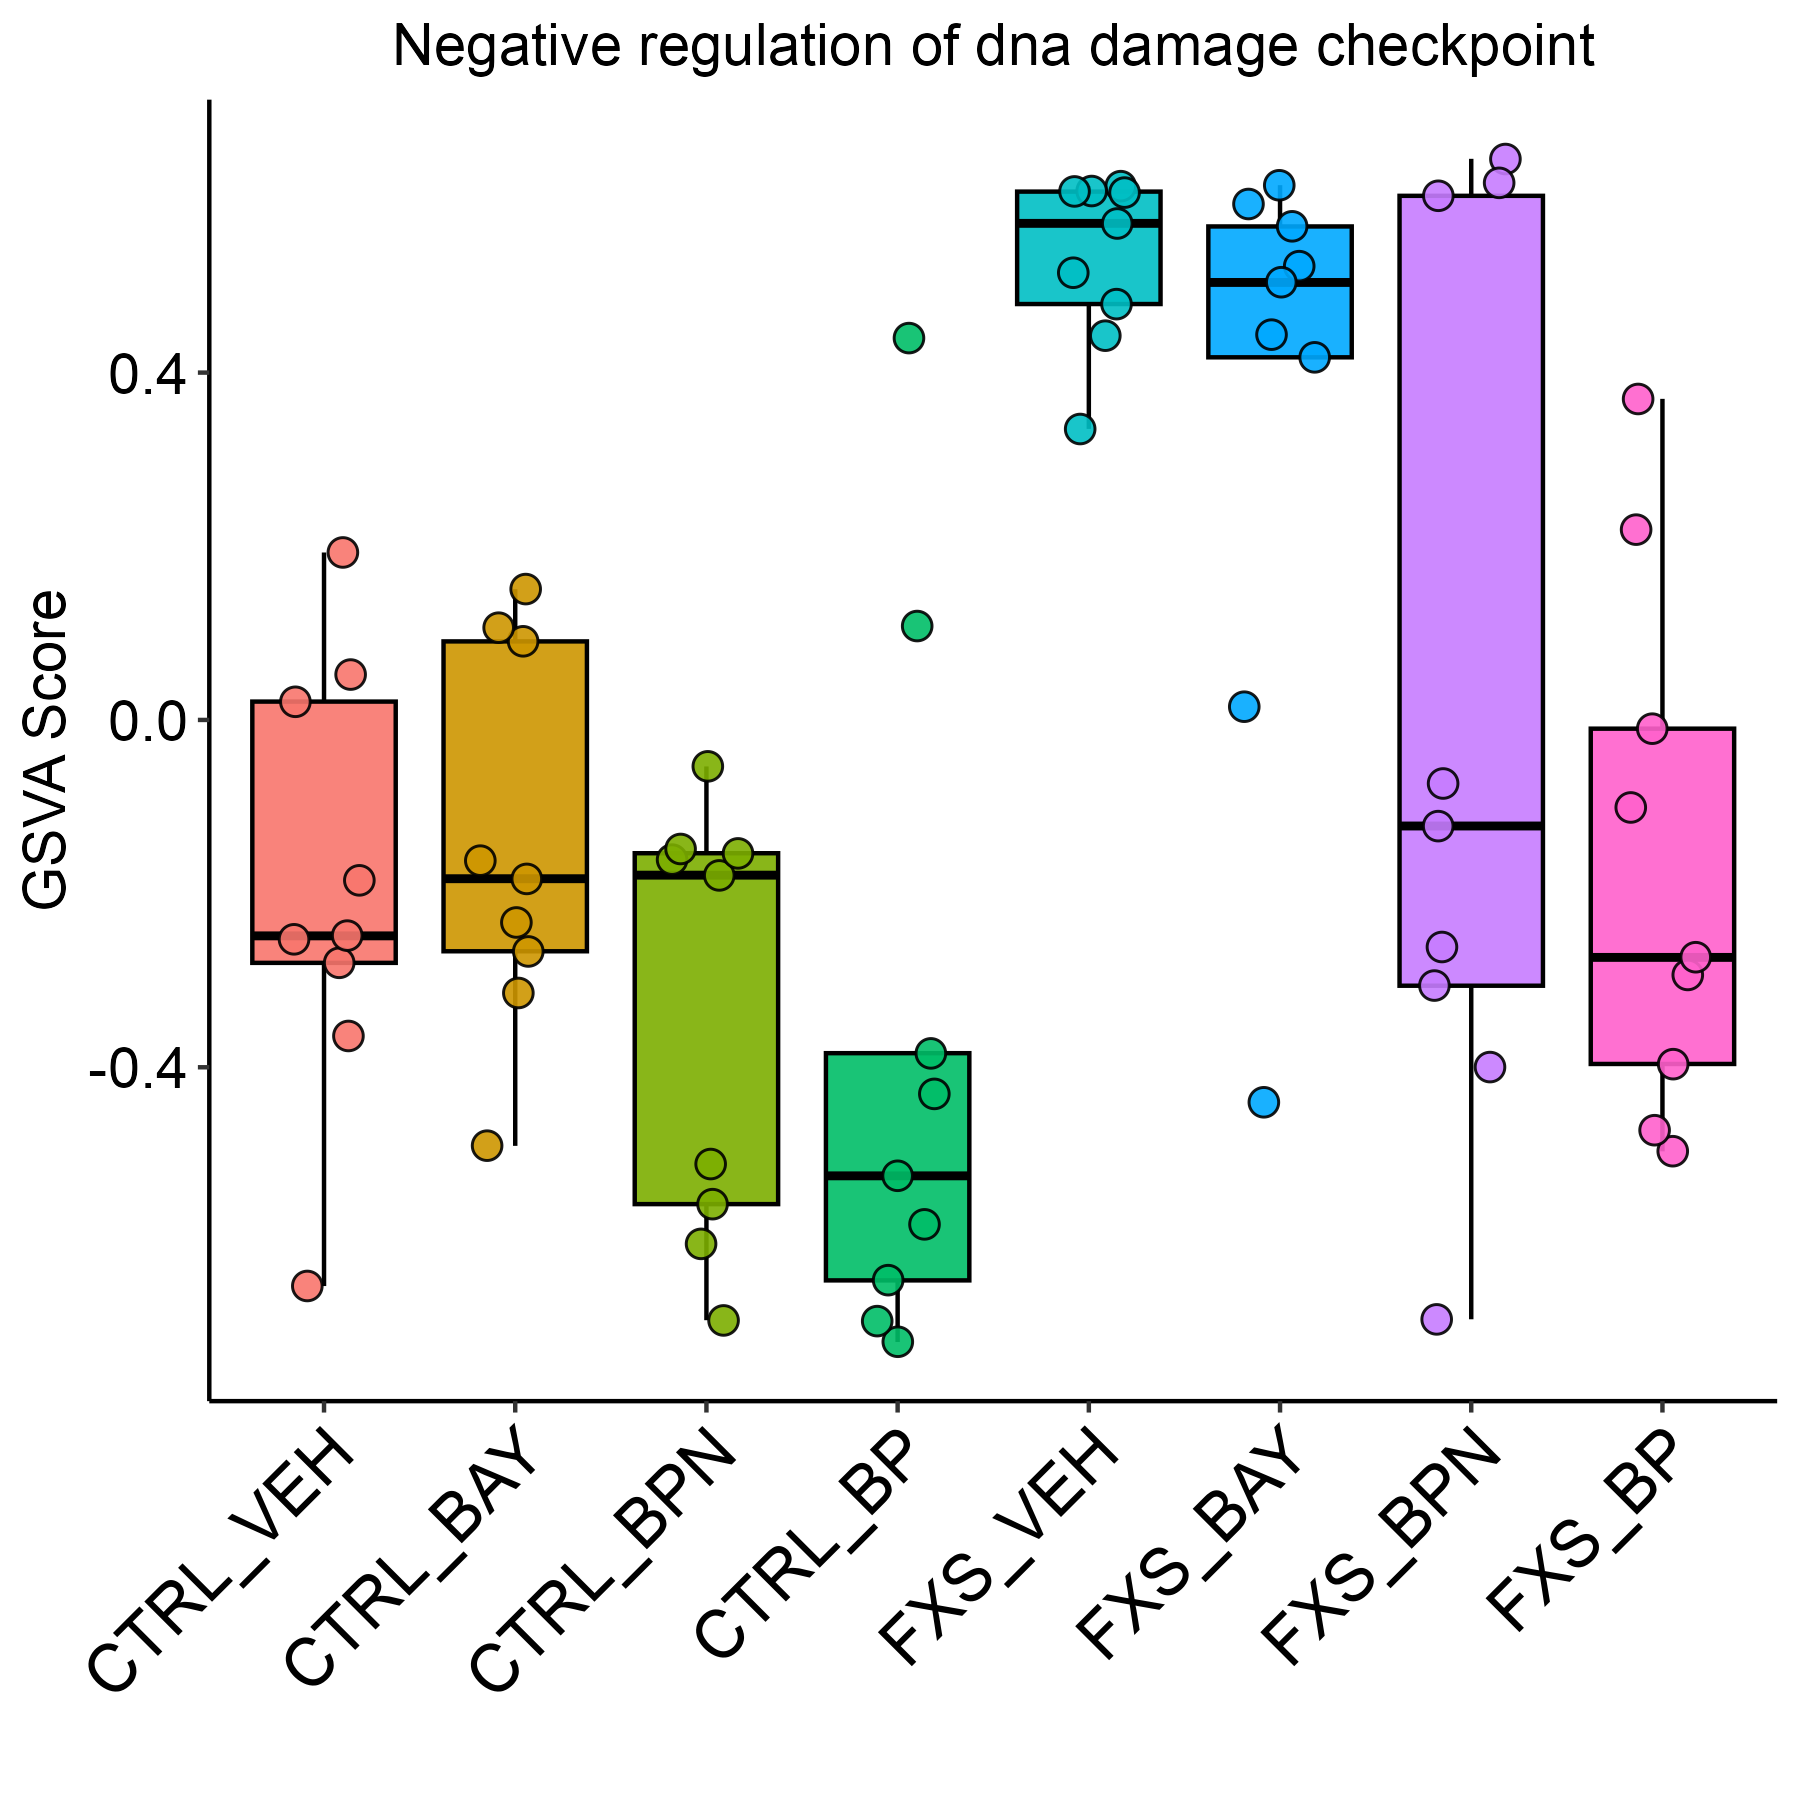 Negative regulation of dna damage checkpoint
GSVA Score
0.4
0.0
-0.4
CTRL_VEH
CTRL_BAY
CTRL_BPN
CTRL_BP
FXS_VEH
FXS_BAY
FXS_BPN
FXS_BP